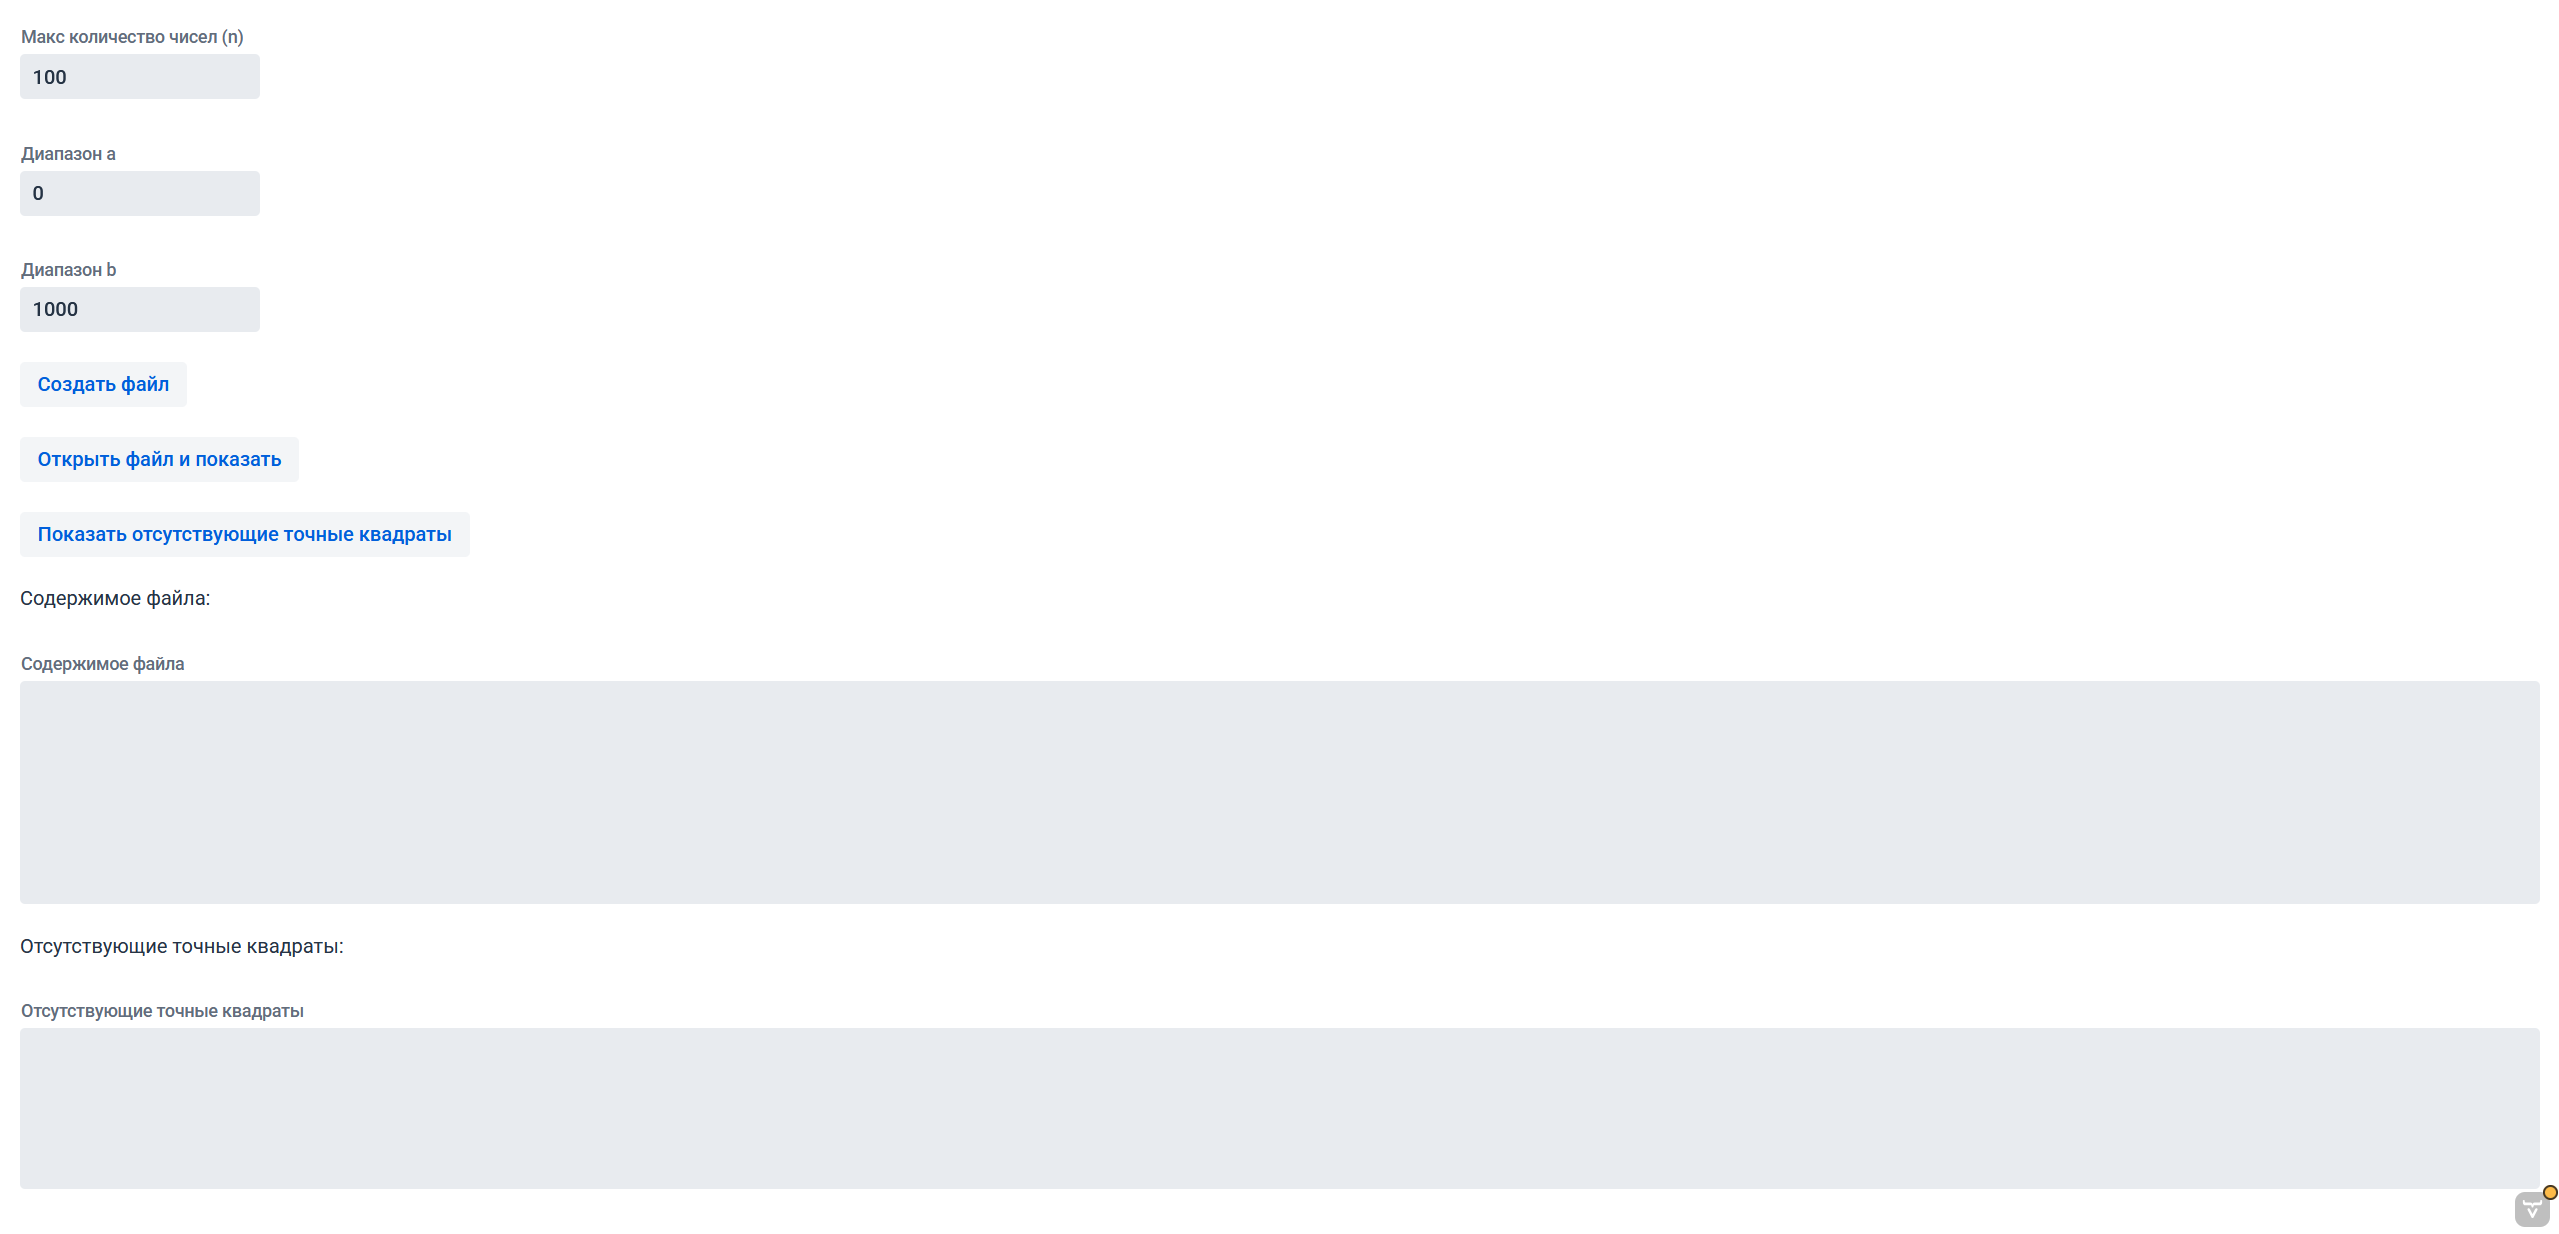 Макс количество чисел (n)
100
Диапазон a
0
Диапазон b
1000
Создать файл
Открыть файл и показать
Показать отсутствующие точные квадраты
Содержимое файла:
Содержимое файла
Отсутствующие точные квадраты:
Отсутствующие точные квадраты